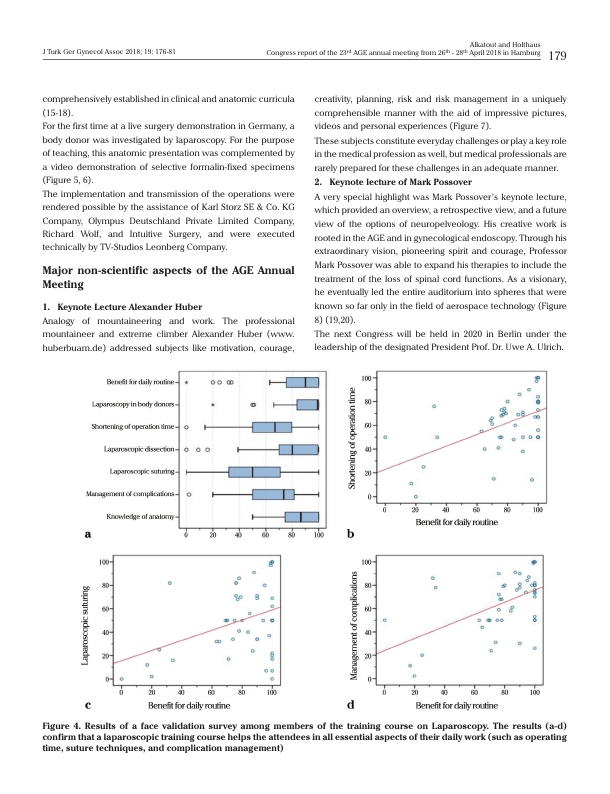 J Turk Ger Gynecol Assoc 2018; 19: 176-81
Alkatout and Holthaus
Congress report of the 23rd AGE annual meeting from 26th - 28th April 2018 in Hamburg
179
comprehensively established in clinical and anatomic curricula
(15-18).
For the first time at a live surgery demonstration in Germany, a
body donor was investigated by laparoscopy. For the purpose
of teaching, this anatomic presentation was complemented by
a video demonstration of selective formalin-fixed specimens
(Figure 5, 6).
The implementation and transmission of the operations were
rendered possible by the assistance of Karl Storz SE & Co. KG
Company, Olympus Deutschland Private Limited Company,
Richard Wolf, and Intuitive Surgery, and were executed
technically by TV-Studios Leonberg Company.
Major non-scientific aspects of the AGE Annual
Meeting
1. Keynote Lecture Alexander Huber
Analogy of mountaineering and work. The professional
mountaineer and extreme climber Alexander Huber (www.
huberbuam.de) addressed subjects like motivation, courage,
creativity, planning, risk and risk management in a uniquely
comprehensible manner with the aid of impressive pictures,
videos and personal experiences (Figure 7).
These subjects constitute everyday challenges or play a key role
in the medical profession as well, but medical professionals are
rarely prepared for these challenges in an adequate manner.
2. Keynote lecture of Mark Possover
A very special highlight was Mark Possover's keynote lecture,
which provided an overview, a retrospective view, and a future
view of the options of neuropelveology. His creative work is
rooted in the AGE and in gynecological endoscopy. Through his
extraordinary vision, pioneering spirit and courage, Professor
Mark Possover was able to expand his therapies to include the
treatment of the loss of spinal cord functions. As a visionary,
he eventually led the entire auditorium into spheres that were
known so far only in the field of aerospace technology (Figure
8) (19,20).
The next Congress will be held in 2020 in Berlin under the
leadership of the designated President Prof. Dr. Uwe A. Ulrich.
Benefit for daily routine
Laparoscopy in body donors
Shortening of operation time
Laparoscopic dissection
Laparoscopic suturing
Management of complications
Knowledge of anatomy
0 20 40 60 80 100
a
Shortening of operation time
100
80
60
40
20
0
0 20 40 60 80 100
Benefit for daily routine
b
Laparoscopic suturing
100
80
60
40
20
0
0 20 40 60 80 100
Benefit for daily routine
c
Management of complications
100
80
60
40
20
0
0 20 40 60 80 100
Benefit for daily routine
d
Figure 4. Results of a face validation survey among members of the training course on Laparoscopy. The results (a-d)
confirm that a laparoscopic training course helps the attendees in all essential aspects of their daily work (such as operating
time, suture techniques, and complication management)